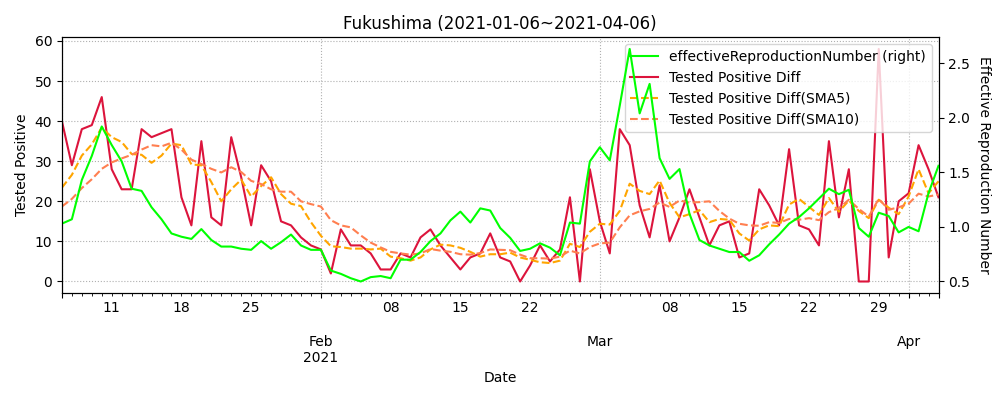 Fukushima (2021-01-06~2021-04-06)
effectiveReproductionNumber (right)
Tested Positive Diff
Tested Positive Diff(SMA5)
Tested Positive Diff(SMA10)
Tested Positive
60
50
40
30
20
10
0
2.5
2.0
1.5
1.0
0.5
Effective Reproduction Number
11 18 25 08 15 22 08 15 22 29
Feb Mar Apr
2021
Date